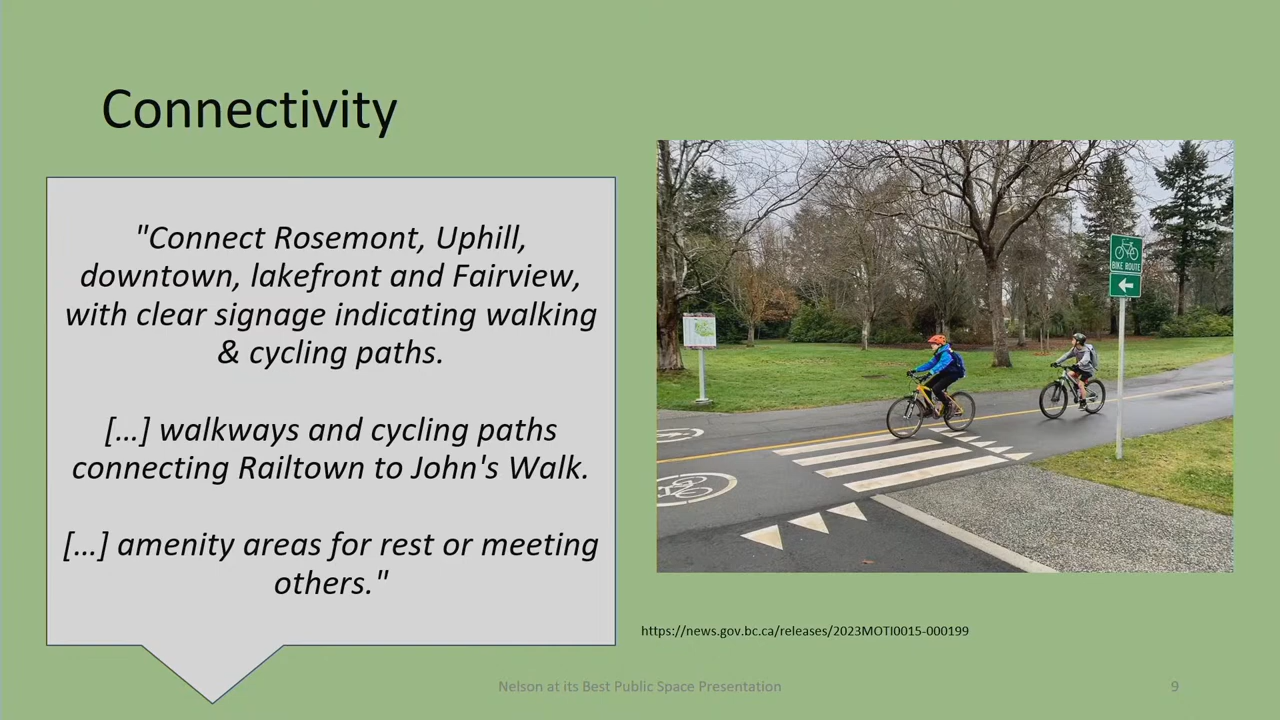 Connectivity
"Connect Rosemont, Uphill,
downtown, lakefront and Fairview,
with clear signage indicating walking
& cycling paths.
[...] walkways and cycling paths
connecting Railtown to John's Walk.
[...] amenity areas for rest or meeting
others."
BIKE ROUTE
https://news.gov.bc.ca/releases/2023MOTI0015-000199
Nelson at its Best Public Space Presentation
9